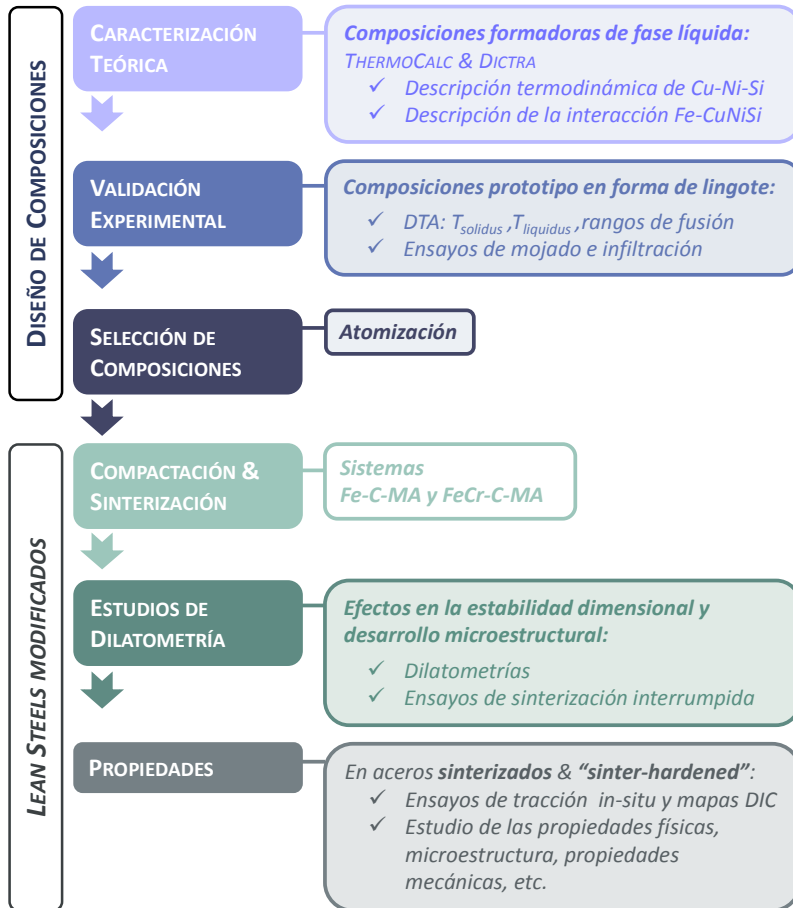 DISEÑO DE COMPOSICIONES
CARACTERIZACIÓN
TEÓRICA
Composiciones formadoras de fase líquida:
THERMOCALC & DICTRA
✓ Descripción termodinámica de Cu-Ni-Si
✓ Descripción de la interacción Fe-CuNiSi
VALIDACIÓN
EXPERIMENTAL
Composiciones prototipo en forma de lingote:
✓ DTA: Tsolidus ,Tliquidus ,rangos de fusión
✓ Ensayos de mojado e infiltración
SELECCIÓN DE
COMPOSICIONES
Atomización
LEAN STEELS MODIFICADOS
COMPACTACIÓN &
SINTERIZACIÓN
Sistemas
Fe-C-MA y FeCr-C-MA
ESTUDIOS DE
DILATOMETRÍA
Efectos en la estabilidad dimensional y
desarrollo microestructural:
✓ Dilatometrías
✓ Ensayos de sinterización interrumpida
PROPIEDADES
En aceros sinterizados & “sinter-hardened”:
✓ Ensayos de tracción in-situ y mapas DIC
✓ Estudio de las propiedades físicas,
microestructura, propiedades
mecánicas, etc.